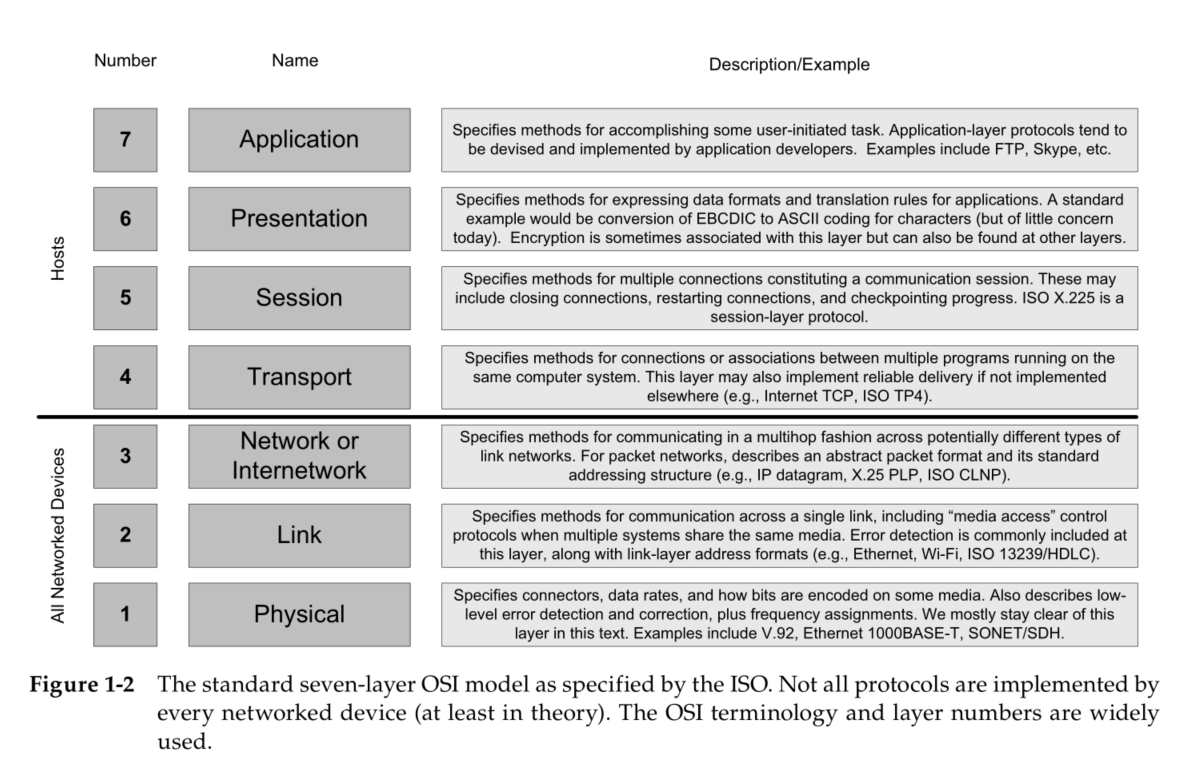 Number Name Description/Example
7 Application Specifies methods for accomplishing some user-initiated task. Application-layer protocols tend to
be devised and implemented by application developers.  Examples include FTP, Skype, etc.
6 Presentation Specifies methods for expressing data formats and translation rules for applications. A standard
example would be conversion of EBCDIC to ASCII coding for characters (but of little concern
today).  Encryption is sometimes associated with this layer but can also be found at other layers.
Hosts
5 Session Specifies methods for multiple connections constituting a communication session. These may
include closing connections, restarting connections, and checkpointing progress. ISO X.225 is a
session-layer protocol.
4 Transport Specifies methods for connections or associations between multiple programs running on the
same computer system. This layer may also implement reliable delivery if not implemented
elsewhere (e.g., Internet TCP, ISO TP4).
3 Network or
Internetwork
Specifies methods for communicating in a multihop fashion across potentially different types of
link networks. For packet networks, describes an abstract packet format and its standard
addressing structure (e.g., IP datagram, X.25 PLP, ISO CLNP).
All Networked Devices
2 Link Specifies methods for communication across a single link, including “media access” control
protocols when multiple systems share the same media. Error detection is commonly included at
this layer, along with link-layer address formats (e.g., Ethernet, Wi-Fi, ISO 13239/HDLC).
1 Physical Specifies connectors, data rates, and how bits are encoded on some media. Also describes low-
level error detection and correction, plus frequency assignments. We mostly stay clear of this
layer in this text. Examples include V.92, Ethernet 1000BASE-T, SONET/SDH.
Figure 1-2 The standard seven-layer OSI model as specified by the ISO. Not all protocols are implemented by
every networked device (at least in theory). The OSI terminology and layer numbers are widely
used.